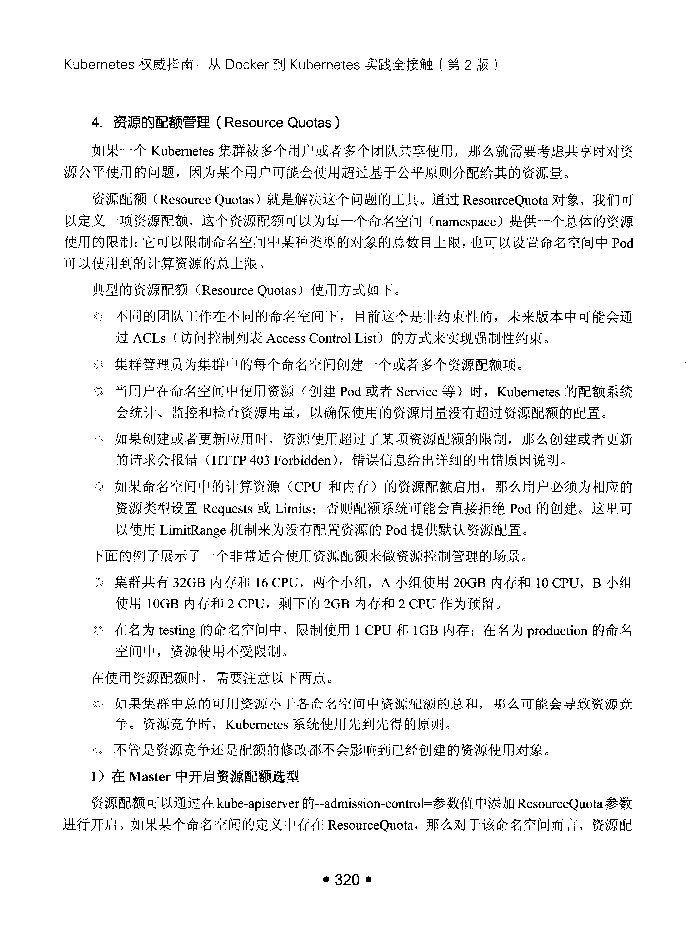 Kubernetes 权威指南：从 Docker 到 Kubernetes 实践全接触（第 2 版）
4. 资源的配额管理（Resource Quotas）
如果一个 Kubernetes 集群被多个用户或者多个团队共享使用，那么就需要考虑共享时对资
源公平使用的问题，因为某个用户可能会使用超过基于公平原则分配给其的资源量。
资源配额（Resource Quotas）就是解决这个问题的工具。通过 ResourceQuota 对象，我们可
以定义一项资源配额，这个资源配额可以为每一个命名空间（namespace）提供一个总体的资源
使用的限制：它可以限制命名空间中某种类型的对象的总数目上限，也可以设置命名空间中 Pod
可以使用到的计算资源的总上限。
典型的资源配额（Resource Quotas）使用方式如下。
◎ 不同的团队工作在不同的命名空间下，目前这个是非约束性的，未来版本中可能会通
过 ACLs（访问控制列表 Access Control List）的方式来实现强制性约束。
◎ 集群管理员为集群中的每个命名空间创建一个或者多个资源配额项。
◎ 当用户在命名空间中使用资源（创建 Pod 或者 Service 等）时，Kubernetes 的配额系统
会统计、监控和检查资源用量，以确保使用的资源用量没有超过资源配额的配置。
◎ 如果创建或者更新应用时，资源使用超过了某项资源配额的限制，那么创建或者更新
的请求会报错（HTTP 403 Forbidden），错误信息给出详细的出错原因说明。
◎ 如果命名空间中的计算资源（CPU 和内存）的资源配额启用，那么用户必须为相应的
资源类型设置 Requests 或 Limits；否则配额系统可能会直接拒绝 Pod 的创建。这里可
以使用 LimitRange 机制来为没有配置资源的 Pod 提供默认资源配置。
下面的例子展示了一个非常适合使用资源配额来做资源控制管理的场景。
◎ 集群共有 32GB 内存和 16 CPU，两个小组，A 小组使用 20GB 内存和 10 CPU，B 小组
使用 10GB 内存和 2 CPU，剩下的 2GB 内存和 2 CPU 作为预留。
◎ 在名为 testing 的命名空间中，限制使用 1 CPU 和 1GB 内存；在名为 production 的命名
空间中，资源使用不受限制。
在使用资源配额时，需要注意以下两点。
◎ 如果集群中总的可用资源小于各命名空间中资源配额的总和，那么可能会导致资源竞
争。资源竞争时，Kubernetes 系统使用先到先得的原则。
◎ 不管是资源竞争还是配额的修改都不会影响到已经创建的资源使用对象。
1）在 Master 中开启资源配额选型
资源配额可以通过在 kube-apiserver 的--admission-control=参数值中添加 ResourceQuota 参数
进行开启。如果某个命名空间的定义中存在 ResourceQuota，那么对于该命名空间而言，资源配
• 320 •